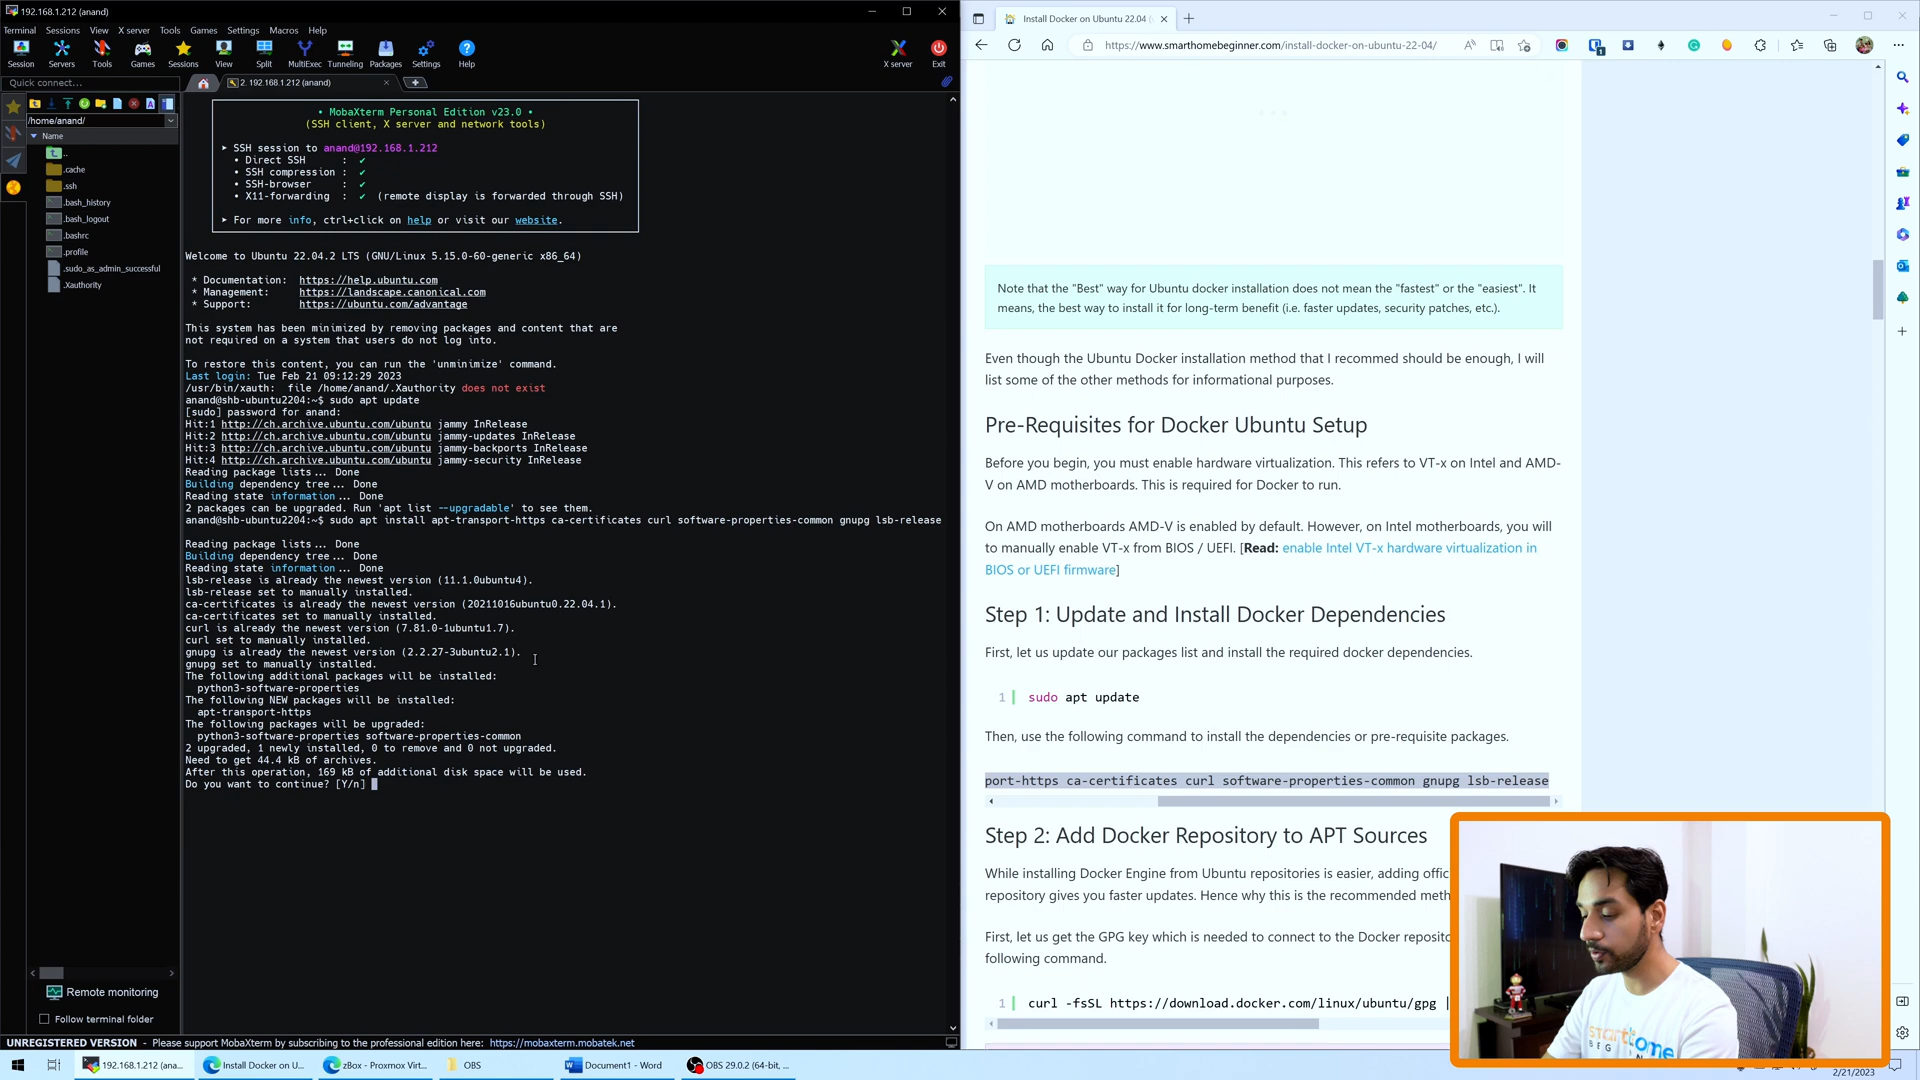 192.168.1.212 (anand)
Terminal Sessions View X server Tools Games Settings Macros Help
Session Servers Tools Games Sessions View Split MultiExec Tunneling Packages Settings Help X server Exit
Quick connect...
2. 192.168.1.212 (anand)
/home/anand/
Name
..
.cache
.ssh
.bash_history
.bash_logout
.bashrc
.profile
.sudo_as_admin_successful
.Xauthority
Remote monitoring
Follow terminal folder
• MobaXterm Personal Edition v23.0 •
(SSH client, X server and network tools)
➤ SSH session to anand@192.168.1.212
• Direct SSH : ✔
• SSH compression : ✔
• SSH-browser : ✔
• X11-forwarding : ✔ (remote display is forwarded through SSH)
➤ For more info, ctrl+click on help or visit our website.
Welcome to Ubuntu 22.04.2 LTS (GNU/Linux 5.15.0-60-generic x86_64)
* Documentation: https://help.ubuntu.com
* Management: https://landscape.canonical.com
* Support: https://ubuntu.com/advantage
This system has been minimized by removing packages and content that are
not required on a system that users do not log into.
To restore this content, you can run the 'unminimize' command.
Last login: Tue Feb 21 09:12:29 2023
/usr/bin/xauth: file /home/anand/.Xauthority does not exist
anand@shb-ubuntu2204:~$ sudo apt update
[sudo] password for anand:
Hit:1 http://ch.archive.ubuntu.com/ubuntu jammy InRelease
Hit:2 http://ch.archive.ubuntu.com/ubuntu jammy-updates InRelease
Hit:3 http://ch.archive.ubuntu.com/ubuntu jammy-backports InRelease
Hit:4 http://ch.archive.ubuntu.com/ubuntu jammy-security InRelease
Reading package lists... Done
Building dependency tree... Done
Reading state information... Done
2 packages can be upgraded. Run 'apt list --upgradable' to see them.
anand@shb-ubuntu2204:~$ sudo apt install apt-transport-https ca-certificates curl software-properties-common gnupg lsb-release
Reading package lists... Done
Building dependency tree... Done
Reading state information... Done
lsb-release is already the newest version (11.1.0ubuntu4).
lsb-release set to manually installed.
ca-certificates is already the newest version (20211016ubuntu0.22.04.1).
ca-certificates set to manually installed.
curl is already the newest version (7.81.0-1ubuntu1.7).
curl set to manually installed.
gnupg is already the newest version (2.2.27-3ubuntu2.1).
gnupg set to manually installed.
The following additional packages will be installed:
python3-software-properties
The following NEW packages will be installed:
apt-transport-https
The following packages will be upgraded:
python3-software-properties software-properties-common
2 upgraded, 1 newly installed, 0 to remove and 0 not upgraded.
Need to get 44.4 kB of archives.
After this operation, 169 kB of additional disk space will be used.
Do you want to continue? [Y/n]
UNREGISTERED VERSION - Please support MobaXterm by subscribing to the professional edition here: https://mobaxterm.mobatek.net
Install Docker on Ubuntu 22.04 (
https://www.smarthomebeginner.com/install-docker-on-ubuntu-22-04/
Note that the "Best" way for Ubuntu docker installation does not mean the "fastest" or the "easiest". It
means, the best way to install it for long-term benefit (i.e. faster updates, security patches, etc.).
Even though the Ubuntu Docker installation method that I recommed should be enough, I will
list some of the other methods for informational purposes.
Pre-Requisites for Docker Ubuntu Setup
Before you begin, you must enable hardware virtualization. This refers to VT-x on Intel and AMD-
V on AMD motherboards. This is required for Docker to run.
On AMD motherboards AMD-V is enabled by default. However, on Intel motherboards, you will
to manually enable VT-x from BIOS / UEFI. [Read: enable Intel VT-x hardware virtualization in
BIOS or UEFI firmware]
Step 1: Update and Install Docker Dependencies
First, let us update our packages list and install the required docker dependencies.
1 sudo apt update
Then, use the following command to install the dependencies or pre-requisite packages.
port-https ca-certificates curl software-properties-common gnupg lsb-release
Step 2: Add Docker Repository to APT Sources
While installing Docker Engine from Ubuntu repositories is easier, adding offic
repository gives you faster updates. Hence why this is the recommended meth
First, let us get the GPG key which is needed to connect to the Docker reposito
following command.
1 curl -fsSL https://download.docker.com/linux/ubuntu/gpg |
192.168.1.212 (ana...
Install Docker on U...
zBox - Proxmox Virt...
OBS
Document1 - Word
OBS 29.0.2 (64-bit, ...
2/21/2023